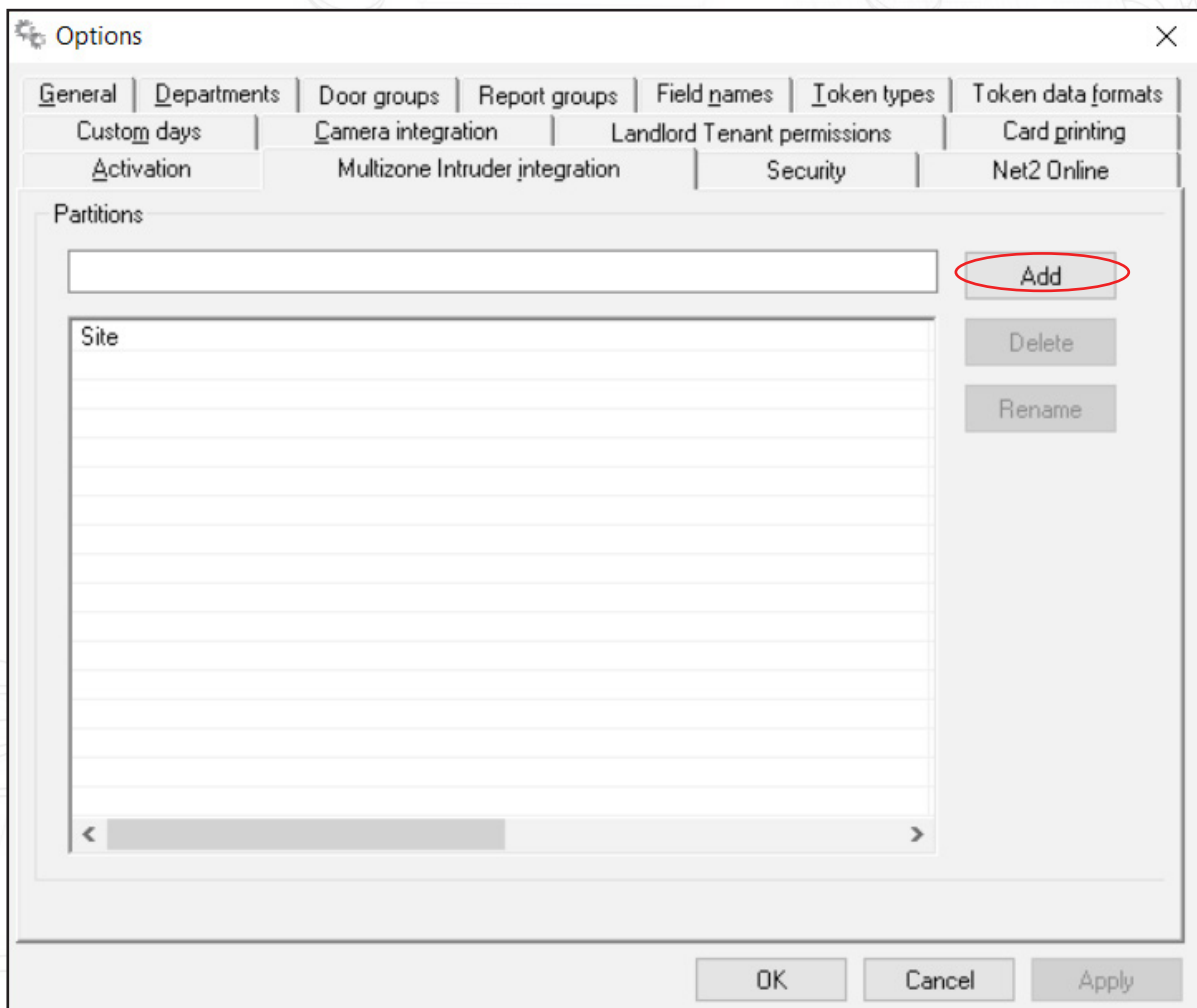 Options
General Departments Door groups Report groups Field names Token types Token data formats
Custom days Camera integration Landlord Tenant permissions Card printing
Activation Multizone Intruder integration Security Net2 Online
Partitions
Add
Site
Delete
Rename
OK Cancel Apply